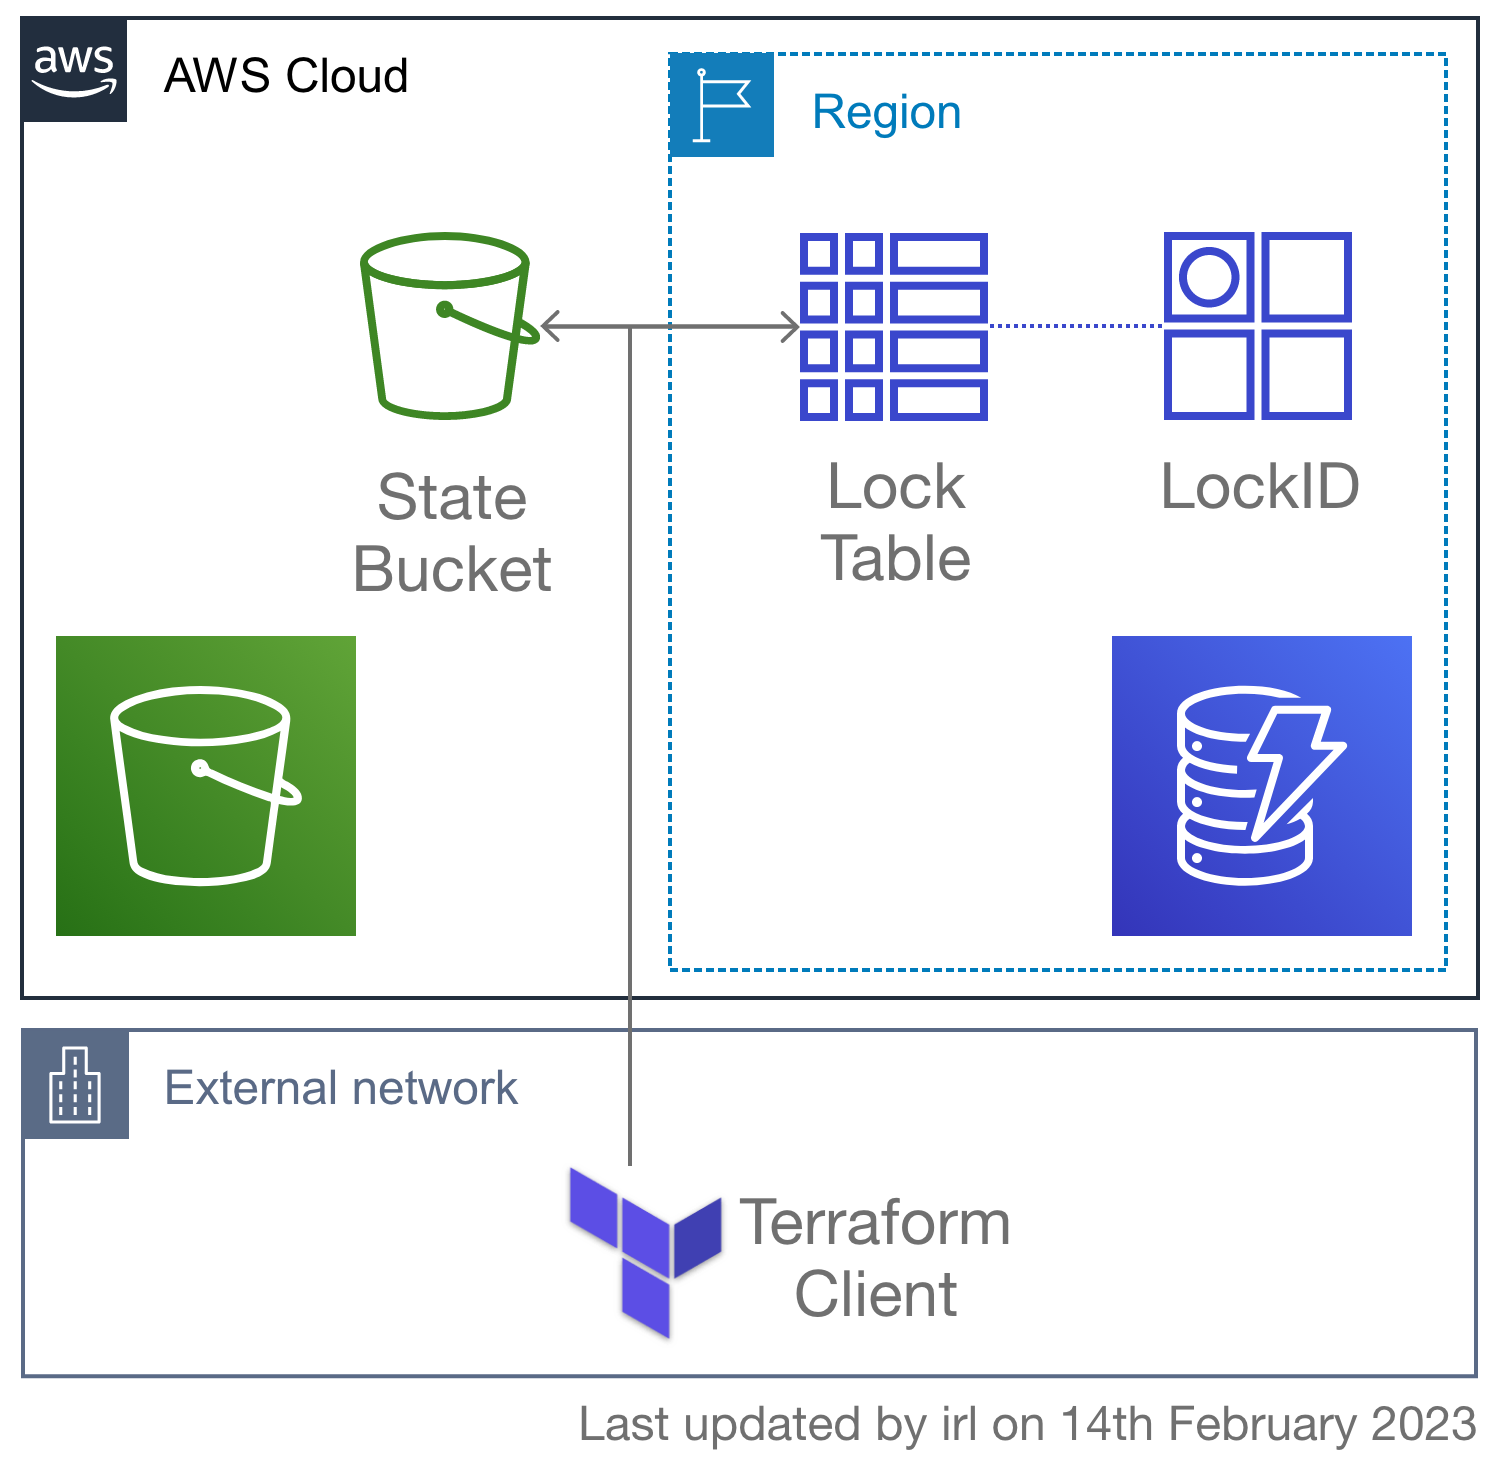 aws
AWS Cloud
Region
State
Bucket
Lock
Table
LockID
External network
Terraform
Client
Last updated by irl on 14th February 2023